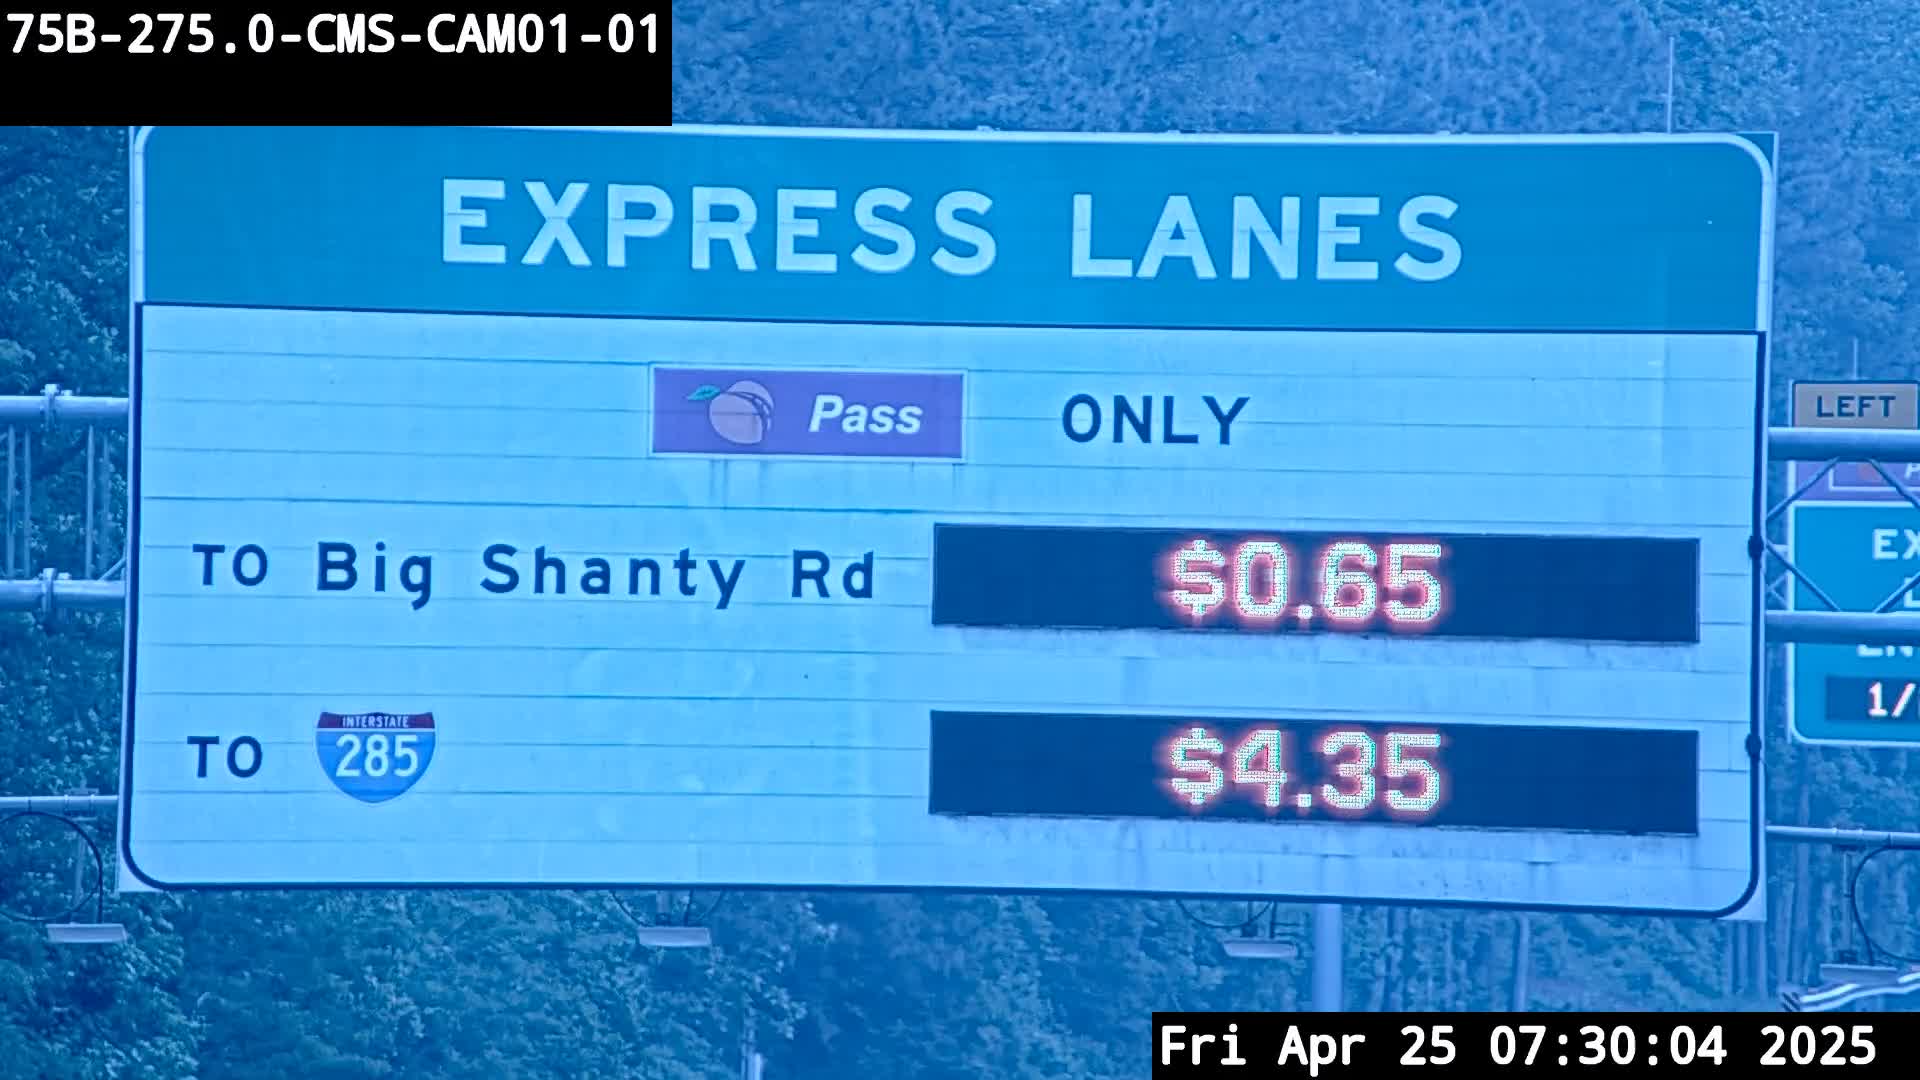 75B-275.0-CMS-CAM01-01
EXPRESS LANES
Pass ONLY
TO Big Shanty Rd $0.65
TO INTERSTATE 285 $4.35
LEFT
1/
Fri Apr 25 07:30:04 2025